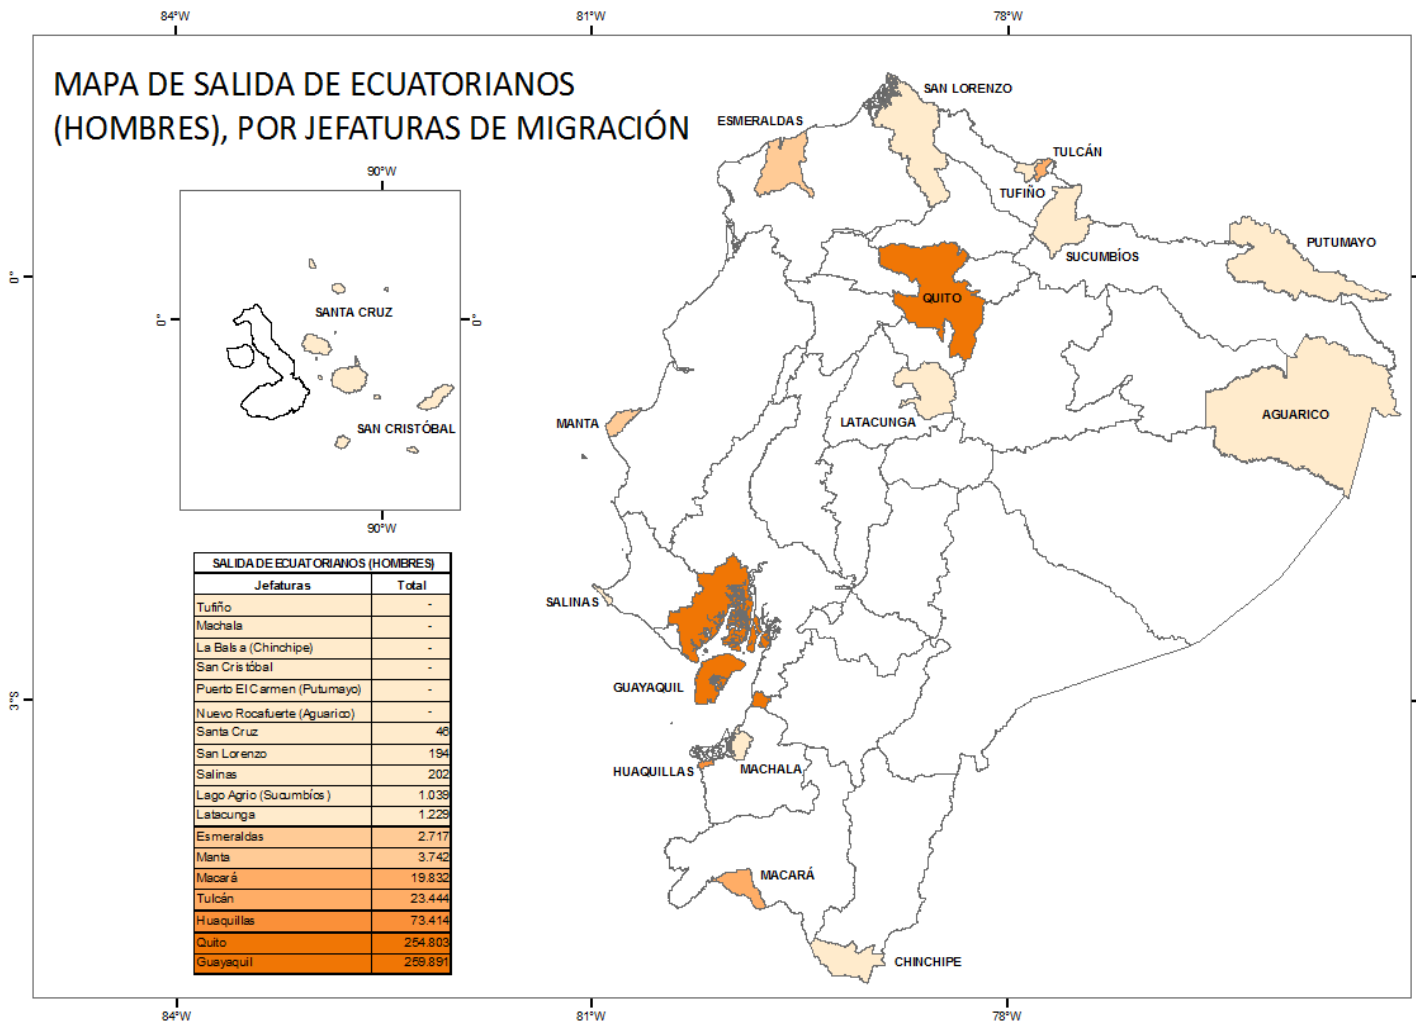 84°W 81°W 78°W
MAPA DE SALIDA DE ECUATORIANOS
(HOMBRES), POR JEFATURAS DE MIGRACIÓN
SAN LORENZO
ESMERALDAS
TULCÁN
TUFIÑO
90°W
PUTUMAYO
SUCUMBÍOS
0°
QUITO
SANTA CRUZ
0° 0°
AGUARICO
LATACUNGA
MANTA
SAN CRISTÓBAL
90°W
SALINAS
GUAYAQUIL
3°S
HUAQUILLAS
MACHALA
MACARÁ
CHINCHIPE
SALIDA DE ECUATORIANOS (HOMBRES)
Jefaturas Total
Tufiño -
Machala -
La Balsa (Chinchipe) -
San Cristóbal -
Puerto El Carmen (Putumayo) -
Nuevo Rocafuerte (Aguarico) -
Santa Cruz 46
San Lorenzo 194
Salinas 202
Lago Agrio (Sucumbíos) 1.039
Latacunga 1.229
Esmeraldas 2.717
Manta 3.742
Macará 19.832
Tulcán 23.444
Huaquillas 73.414
Quito 254.803
Guayaquil 259.891
84°W 81°W 78°W